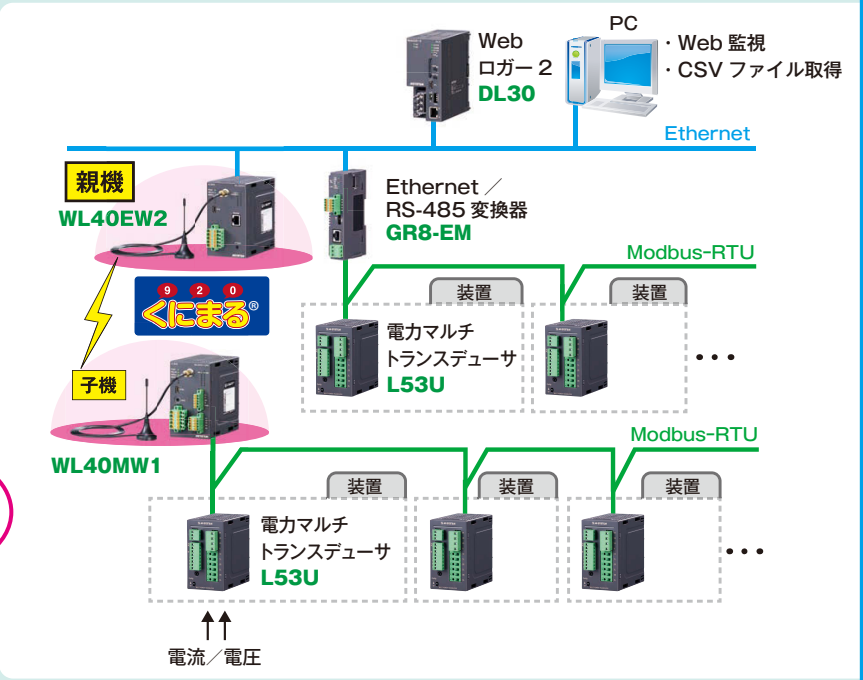 Web
ロガー 2
DL30
PC
・Web 監視
・CSV ファイル取得
Ethernet
親機
WL40EW2
Ethernet／
RS-485 変換器
GR8-EM
Modbus-RTU
920
くにまる®
装置
装置
電力マルチ
トランスデューサ
L53U
・・・
子機
WL40MW1
Modbus-RTU
装置
装置
装置
電力マルチ
トランスデューサ
L53U
・・・
電流／電圧